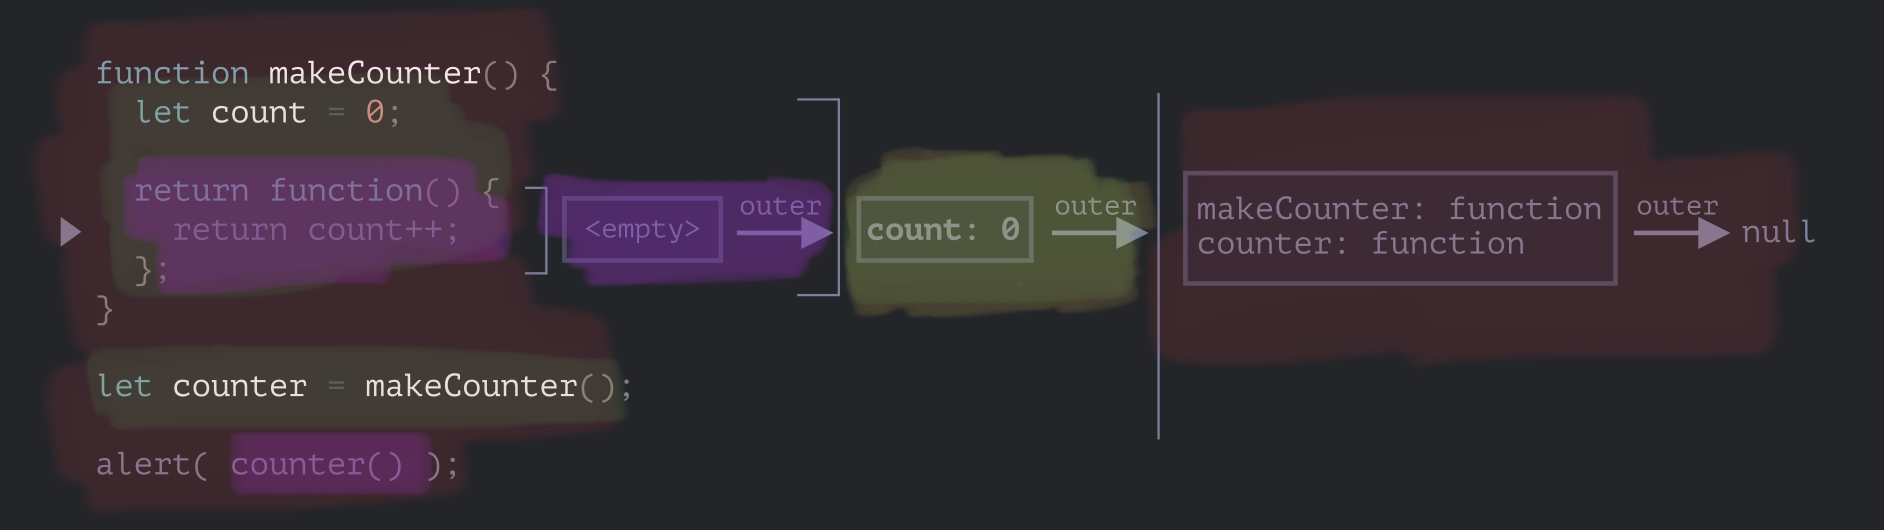 function makeCounter() {
let count = 0;
return function() {
return count++;
};
}
let counter = makeCounter();
alert( counter() );
<empty>
outer
count: 0
outer
makeCounter: function
counter: function
outer
null